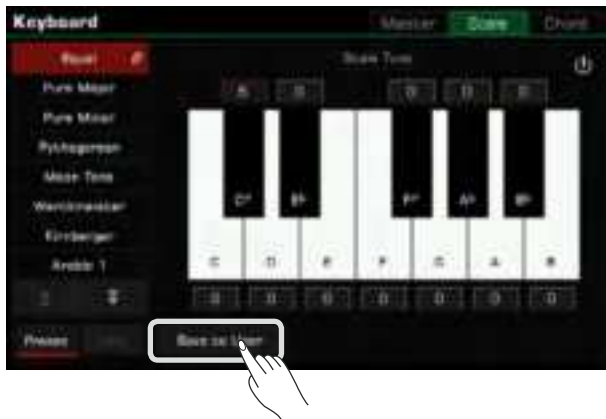 Keyboard
Master Scale Chord
Equal
Scale Tune
Pure Major
Pure Minor
Pythagorean
Mean Tone
Werckmeister
Kirnberger
Arabic 1
0 0 0 0
C# Eb F# Ab Bb
C D E F G A B
0 0 0 0 0 0 0
Preset
Save as User